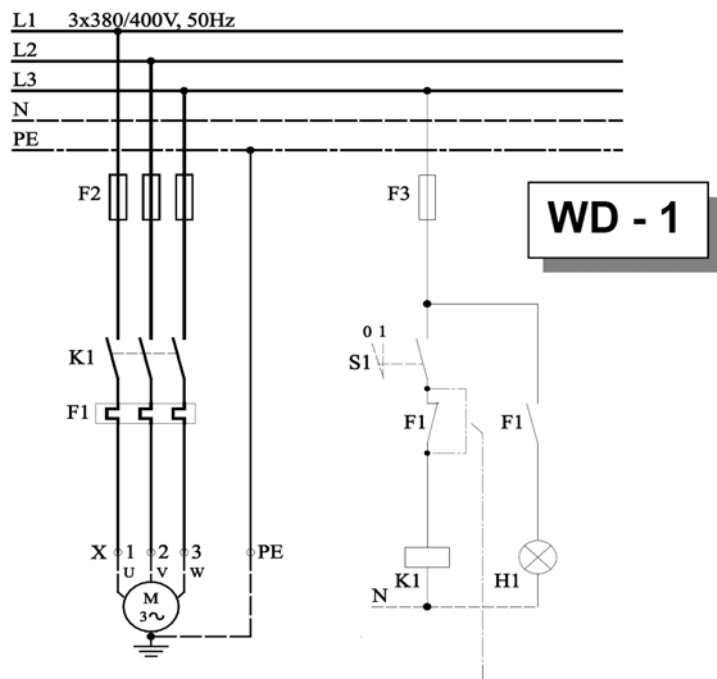 L1 3x380/400V, 50Hz
L2
L3
N
PE
F2
F3
WD - 1
0 1
K1
S1
F1
F1
F1
X 1 2 3 PE
U V W
K1
H1
M
3~
N